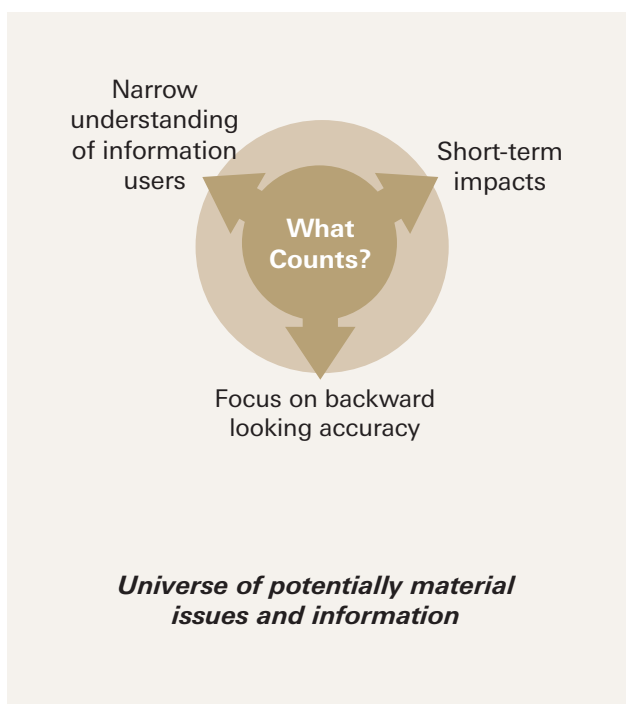 Narrow
understanding
of information
users
Short-term
impacts
What
Counts?
Focus on backward
looking accuracy
Universe of potentially material
issues and information